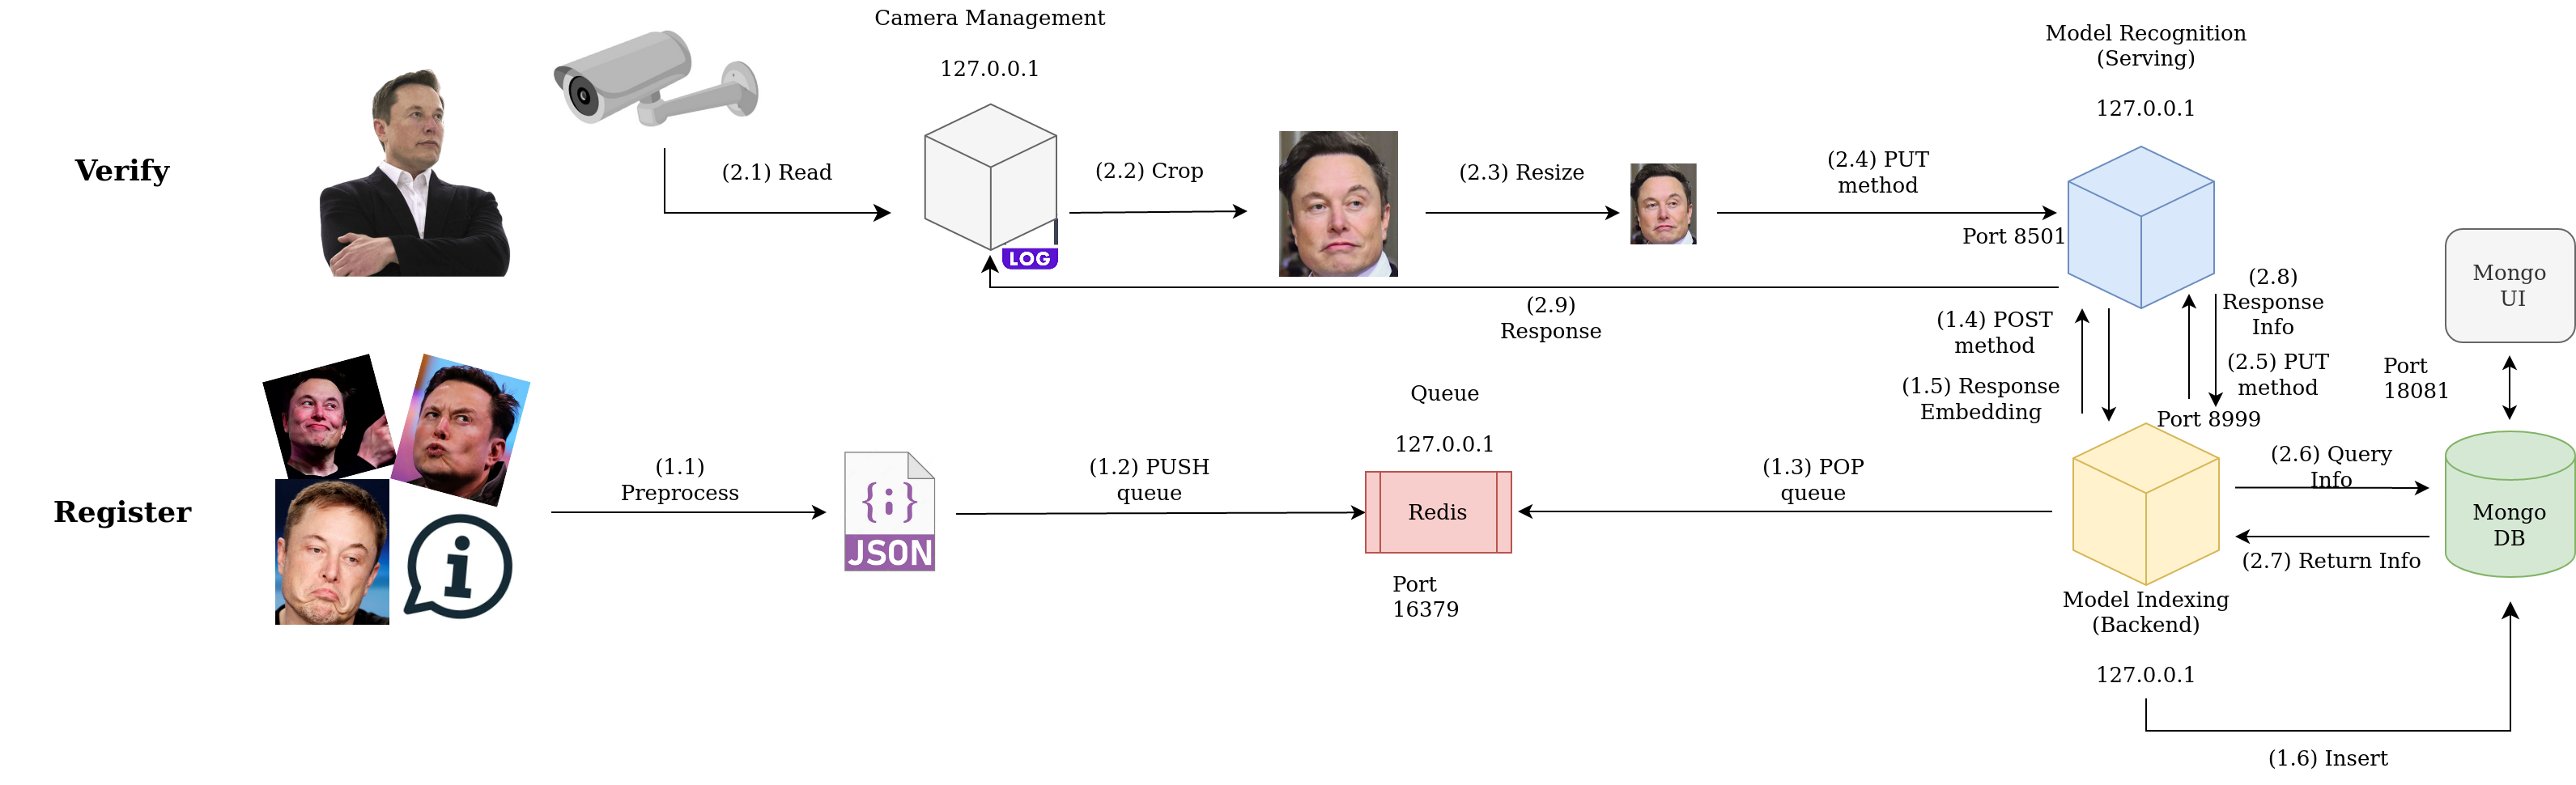 Camera Management
127.0.0.1
Model Recognition
(Serving)
127.0.0.1
Verify
(2.1) Read
(2.2) Crop
(2.3) Resize
(2.4) PUT
method
Port 8501
LOG
(2.9)
Response
(2.8)
Response
Info
(1.4) POST
method
(2.5) PUT
method
(1.5) Response
Embedding
Port 8999
Mongo
UI
Port
18081
Register
(1.1)
Preprocess
{;}
JSON
(1.2) PUSH
queue
Queue
127.0.0.1
Redis
Port
16379
(1.3) POP
queue
(2.6) Query
Info
(2.7) Return Info
Mongo
DB
Model Indexing
(Backend)
127.0.0.1
(1.6) Insert